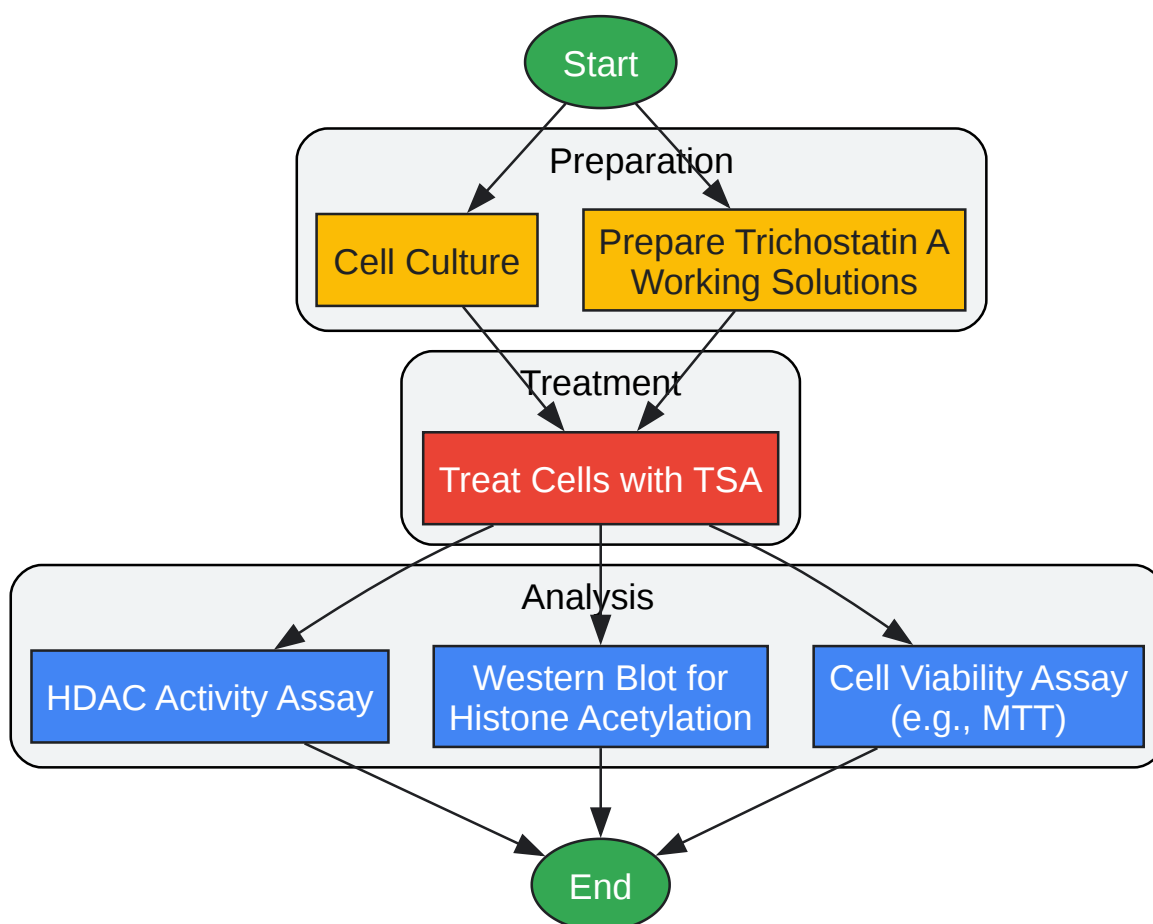 Start
Preparation
Cell Culture
Prepare Trichostatin A
Working Solutions
Treatment
Treat Cells with TSA
Analysis
HDAC Activity Assay
Western Blot for
Histone Acetylation
Cell Viability Assay
(e.g., MTT)
End